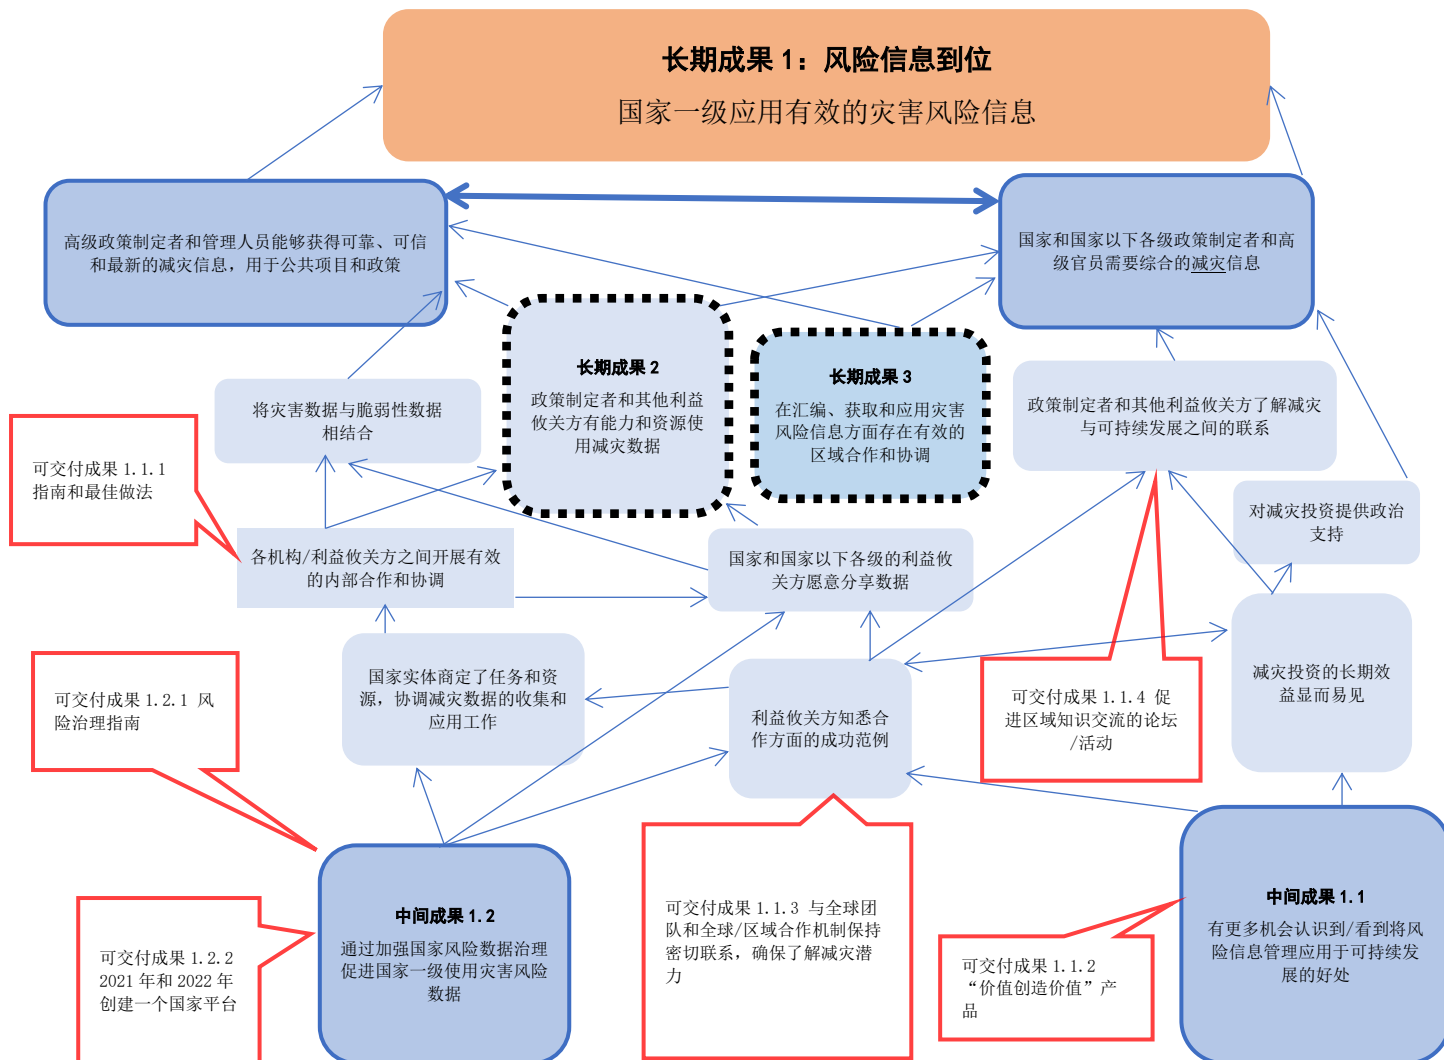 长期成果 1：风险信息到位
国家一级应用有效的灾害风险信息
高级政策制定者和管理人员能够获得可靠、可信
和最新的减灾信息，用于公共项目和政策
国家和国家以下各级政策制定者和高
级官员需要综合的减灾信息
长期成果 2
政策制定者和其他利益
攸关方有能力和资源使
用减灾数据
长期成果 3
在汇编、获取和应用灾害
风险信息方面存在有效的
区域合作和协调
将灾害数据与脆弱性数据
相结合
政策制定者和其他利益攸关方了解减灾
与可持续发展之间的联系
可交付成果 1.1.1
指南和最佳做法
对减灾投资提供政治
支持
各机构/利益攸关方之间开展有效
的内部合作和协调
国家和国家以下各级的利益攸
关方愿意分享数据
国家实体商定了任务和资
源，协调减灾数据的收集和
应用工作
利益攸关方知悉合
作方面的成功范例
减灾投资的长期效
益显而易见
可交付成果 1.2.1 风
险治理指南
可交付成果 1.1.4 促
进区域知识交流的论坛
/活动
中间成果 1.2
通过加强国家风险数据治理
促进国家一级使用灾害风险
数据
中间成果 1.1
有更多机会认识到/看到将风
险信息管理应用于可持续发
展的好处
可交付成果 1.2.2
2021 年和 2022 年
创建一个国家平台
可交付成果 1.1.3 与全球团
队和全球/区域合作机制保持
密切联系，确保了解减灾潜
力
可交付成果 1.1.2
“价值创造价值”产
品